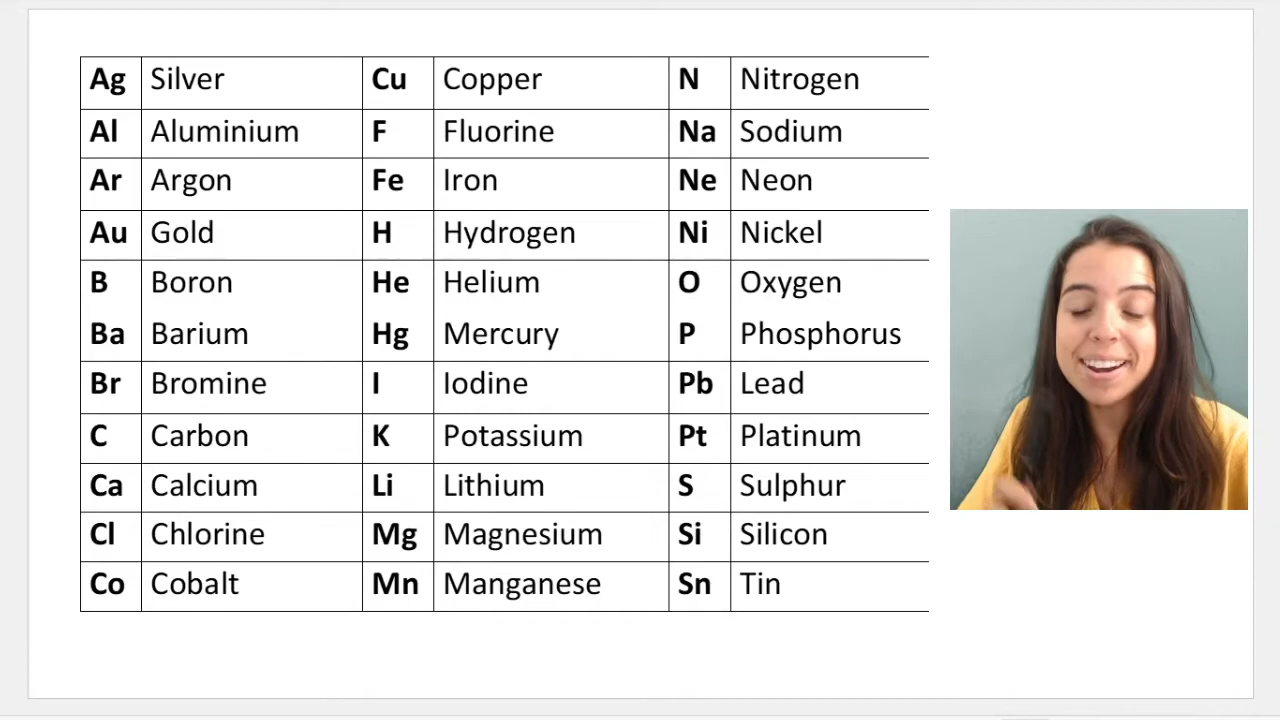 Ag Silver Cu Copper N Nitrogen
Al Aluminium F Fluorine Na Sodium
Ar Argon Fe Iron Ne Neon
Au Gold H Hydrogen Ni Nickel
B Boron He Helium O Oxygen
Ba Barium Hg Mercury P Phosphorus
Br Bromine I Iodine Pb Lead
C Carbon K Potassium Pt Platinum
Ca Calcium Li Lithium S Sulphur
Cl Chlorine Mg Magnesium Si Silicon
Co Cobalt Mn Manganese Sn Tin